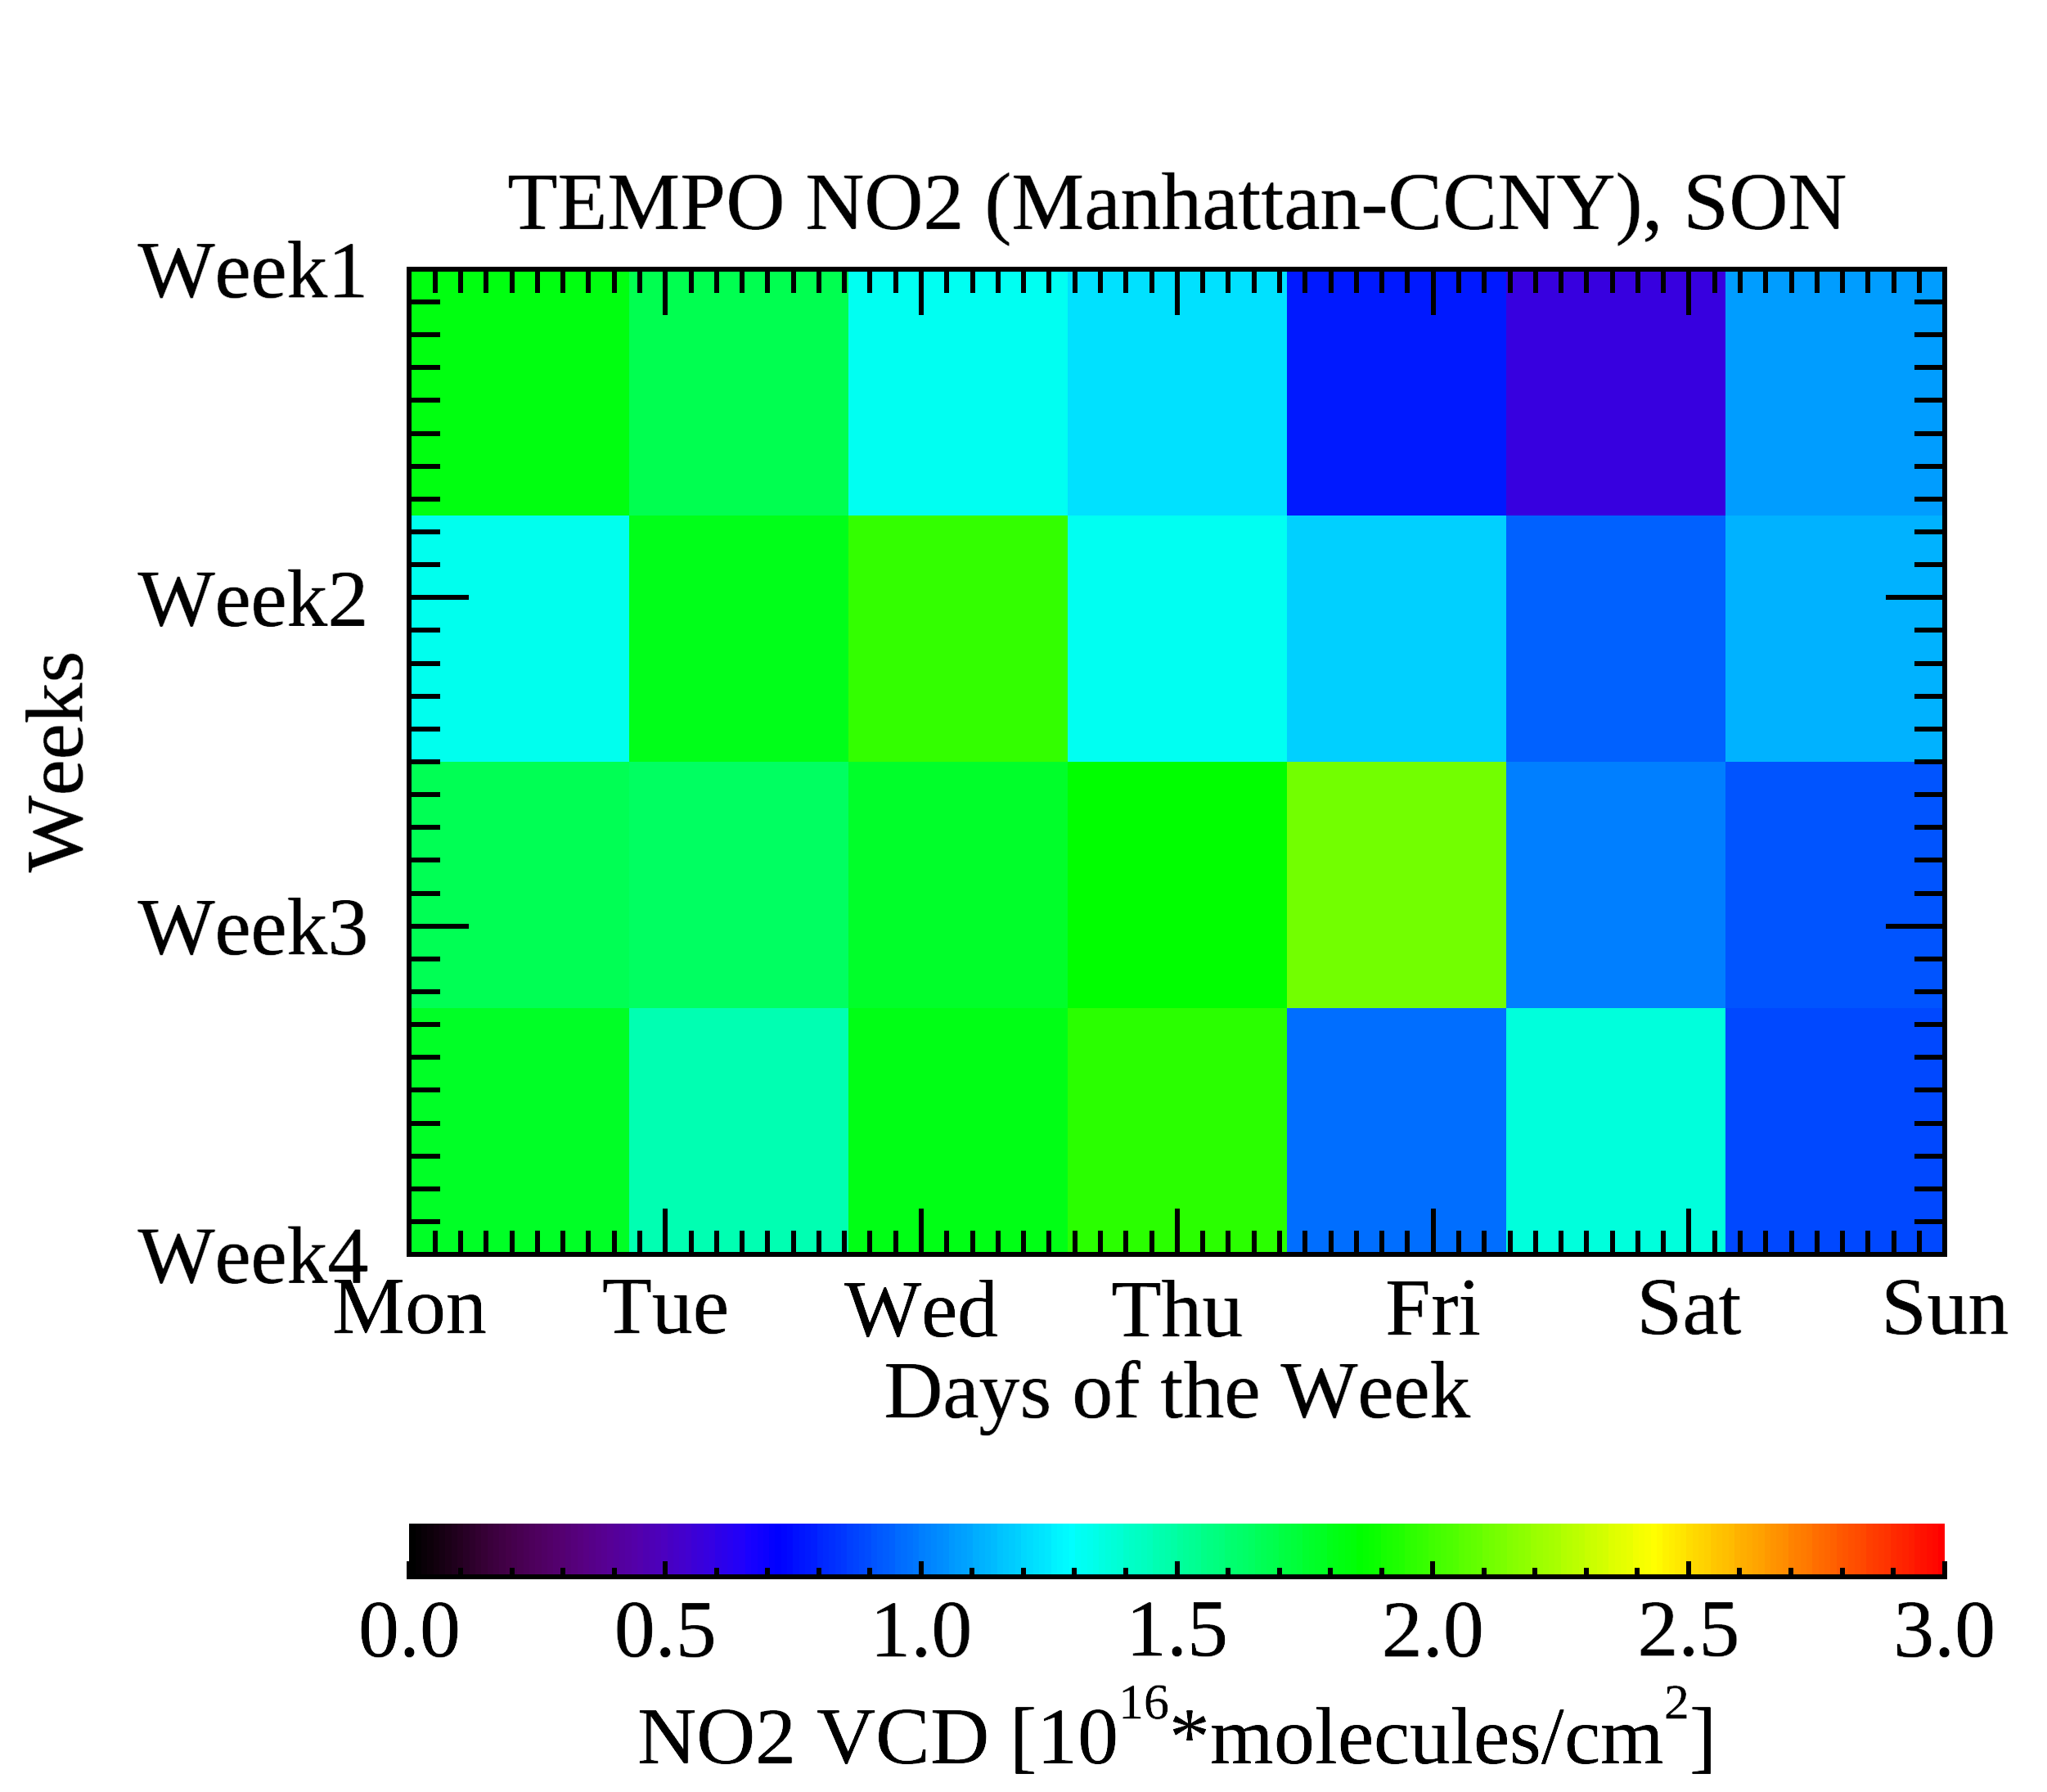 TEMPO NO2 (Manhattan-CCNY), SON
Week1
Week2
Weeks
Week3
Week4
Mon Tue Wed Thu Fri Sat Sun
Days of the Week
0.0 0.5 1.0 1.5 2.0 2.5 3.0
NO2 VCD [10^16*molecules/cm^2]